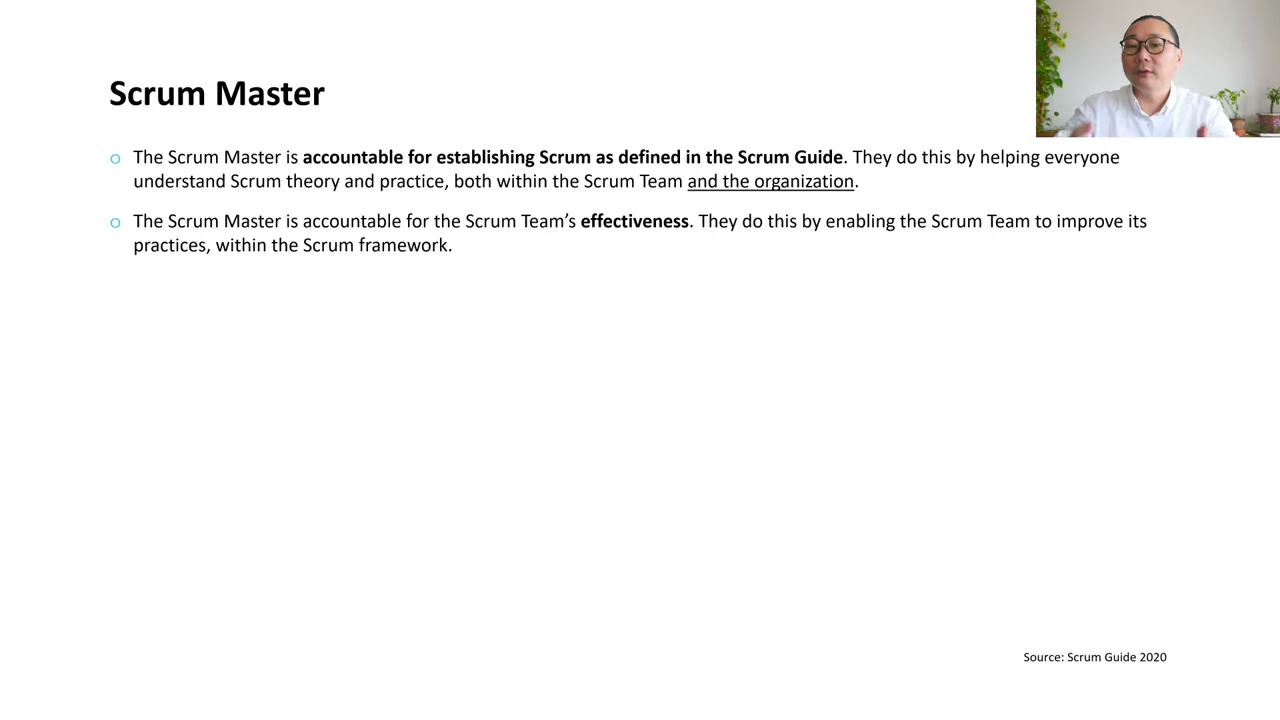 Scrum Master
o The Scrum Master is accountable for establishing Scrum as defined in the Scrum Guide. They do this by helping everyone
understand Scrum theory and practice, both within the Scrum Team and the organization.
o The Scrum Master is accountable for the Scrum Team’s effectiveness. They do this by enabling the Scrum Team to improve its
practices, within the Scrum framework.
Source: Scrum Guide 2020